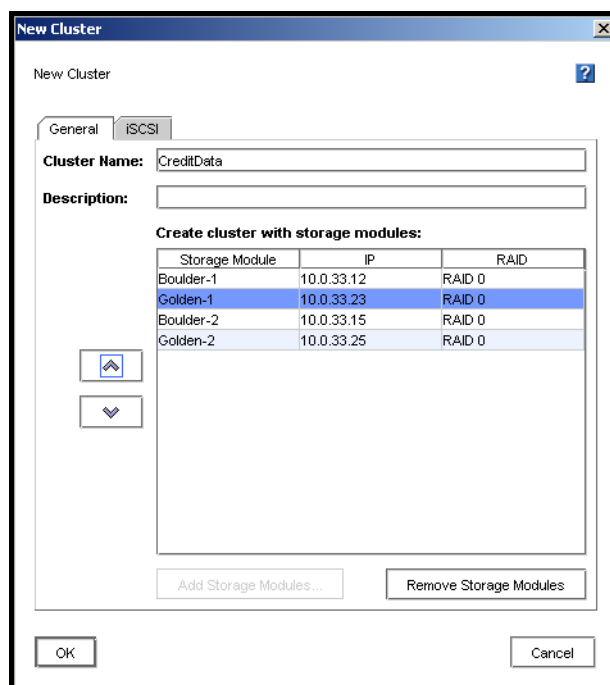 New Cluster
New Cluster
General iSCSI
Cluster Name: CreditData
Description:
Create cluster with storage modules:
Storage Module IP RAID
Boulder-1 10.0.33.12 RAID 0
Golden-1 10.0.33.23 RAID 0
Boulder-2 10.0.33.15 RAID 0
Golden-2 10.0.33.25 RAID 0
Add Storage Modules... Remove Storage Modules
OK Cancel